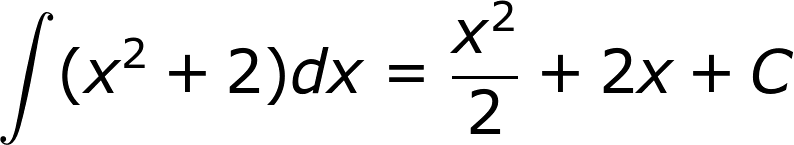 ∫(x² + 2)dx = x²/2 + 2x + C